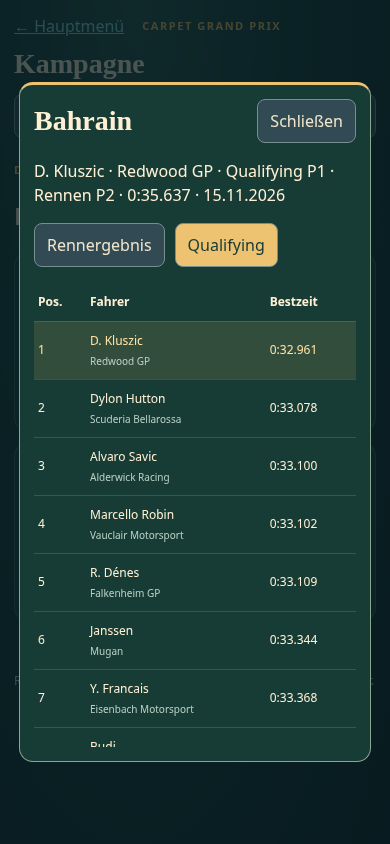 ← Hauptmenü CARPET GRAND PRIX
Kampagne
Bahrain
Schließen
D. Kluszic · Redwood GP · Qualifying P1 ·
Rennen P2 · 0:35.637 · 15.11.2026
Rennergebnis Qualifying
Pos. Fahrer Bestzeit
1 D. Kluszic 0:32.961
Redwood GP
2 Dylon Hutton 0:33.078
Scuderia Bellarossa
3 Alvaro Savic 0:33.100
Alderwick Racing
4 Marcello Robin 0:33.102
Vauclair Motorsport
5 R. Dénes 0:33.109
Falkenheim GP
6 Janssen 0:33.344
Mugan
7 Y. Francais 0:33.368
Eisenbach Motorsport